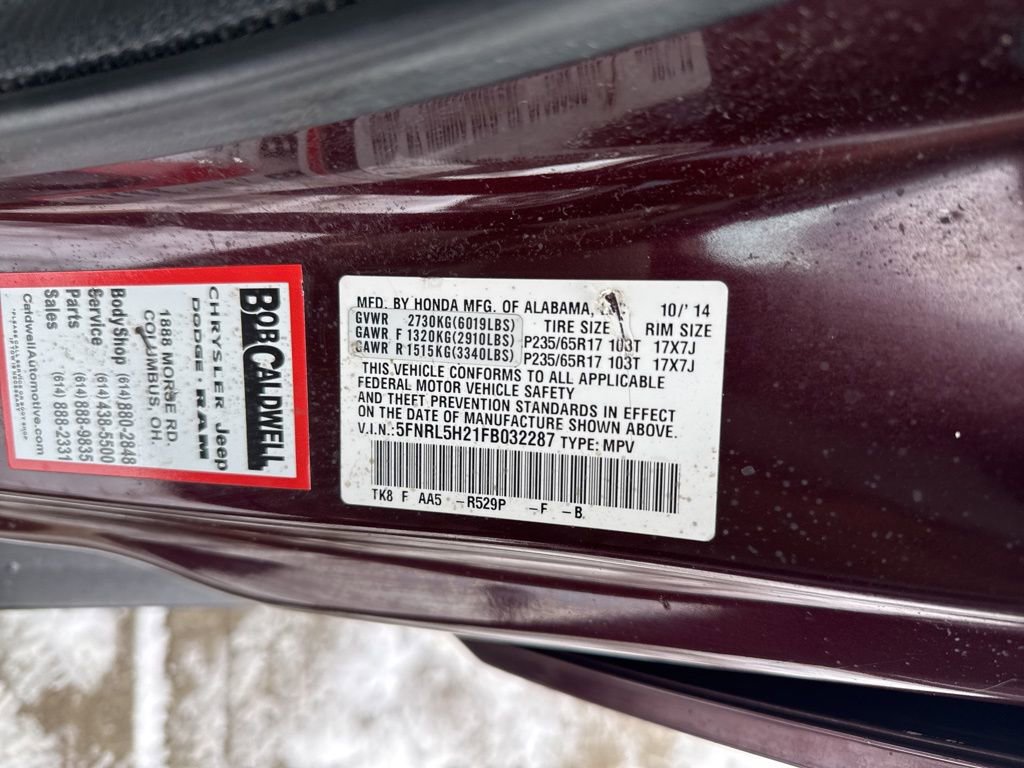 BOB CALDWELL
CHRYSLER Jeep
DODGE • RAM
1888 MORSE RD.
COLUMBUS, OH.
Body Shop (614) 880-2848
Service (614) 438-5500
Parts (614) 888-9835
Sales (614) 888-2331
CaldwellAutomotive.com
MFD. BY HONDA MFG. OF ALABAMA, 10/'14
GVWR 2730KG(6019LBS) TIRE SIZE RIM SIZE
GAWR F 1320KG(2910LBS) P235/65R17 103T 17X7J
GAWR R 1515KG(3340LBS) P235/65R17 103T 17X7J
THIS VEHICLE CONFORMS TO ALL APPLICABLE
FEDERAL MOTOR VEHICLE SAFETY
AND THEFT PREVENTION STANDARDS IN EFFECT
ON THE DATE OF MANUFACTURE SHOWN ABOVE.
V.I.N.:5FNRL5H21FB032287 TYPE: MPV
TK8 F AA5 -R529P -F -B